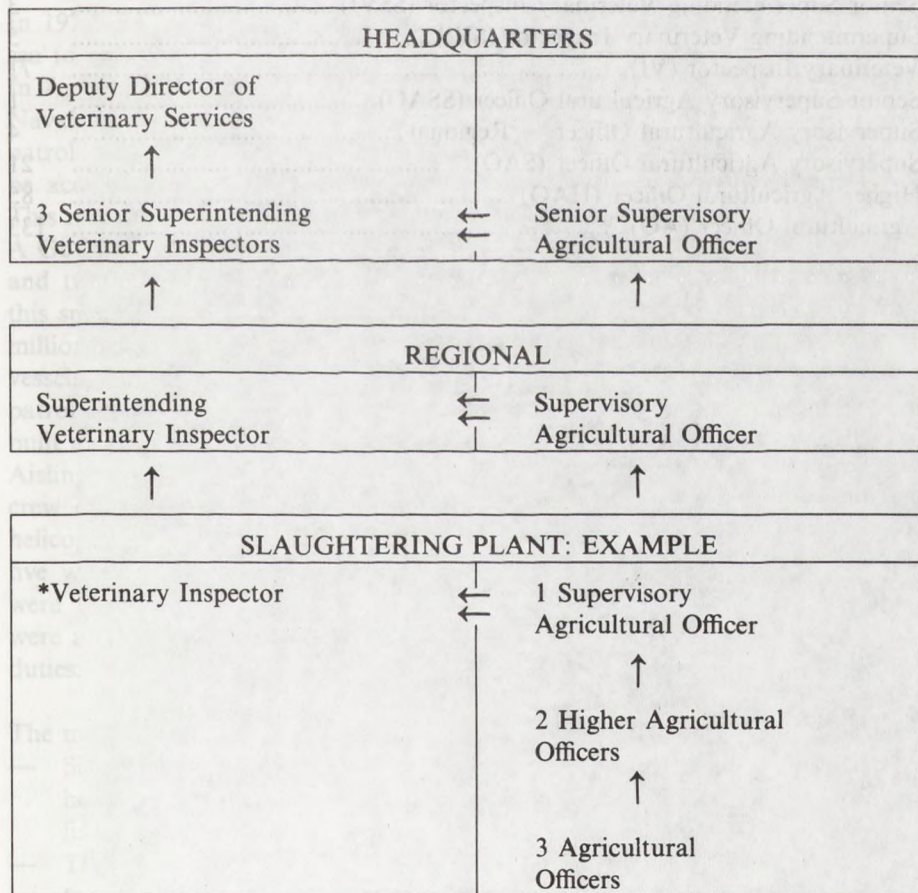 HEADQUARTERS
Deputy Director of
Veterinary Services
↑
3 Senior Superintending
Veterinary Inspectors
←
←
Senior Supervisory
Agricultural Officer
↑
↑
REGIONAL
Superintending
Veterinary Inspector
←
←
Supervisory
Agricultural Officer
↑
↑
SLAUGHTERING PLANT: EXAMPLE
*Veterinary Inspector
←
←
1 Supervisory
Agricultural Officer
↑
2 Higher Agricultural
Officers
↑
3 Agricultural
Officers